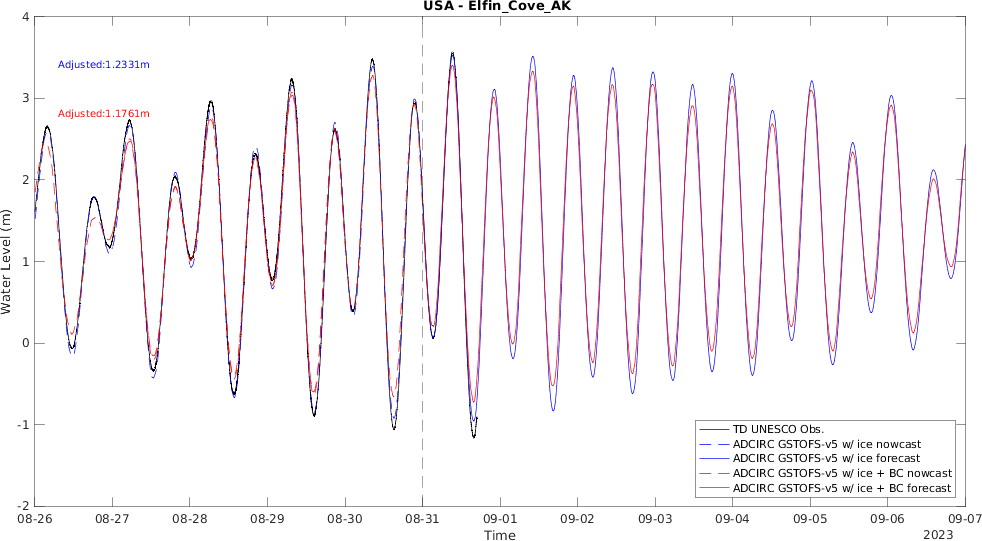 USA - Elfin_Cove_AK
4
3
2
1
0
-1
-2
Water Level (m)
Adjusted:1.2331m
Adjusted:1.1761m
TD UNESCO Obs.
ADCIRC GSTOFS-v5 w/ ice nowcast
ADCIRC GSTOFS-v5 w/ ice forecast
ADCIRC GSTOFS-v5 w/ ice + BC nowcast
ADCIRC GSTOFS-v5 w/ ice + BC forecast
08-26 08-27 08-28 08-29 08-30 08-31 09-01 09-02 09-03 09-04 09-05 09-06 09-07
Time
2023